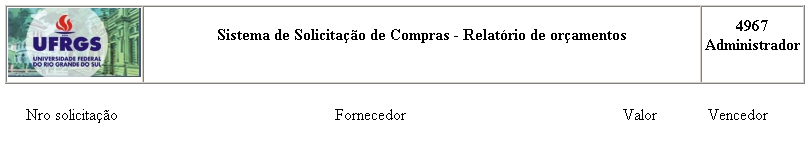 UFRGS
UNIVERSIDADE FEDERAL
DO RIO GRANDE DO SUL
Sistema de Solicitação de Compras - Relatório de orçamentos
4967
Administrador
Nro solicitação Fornecedor Valor Vencedor